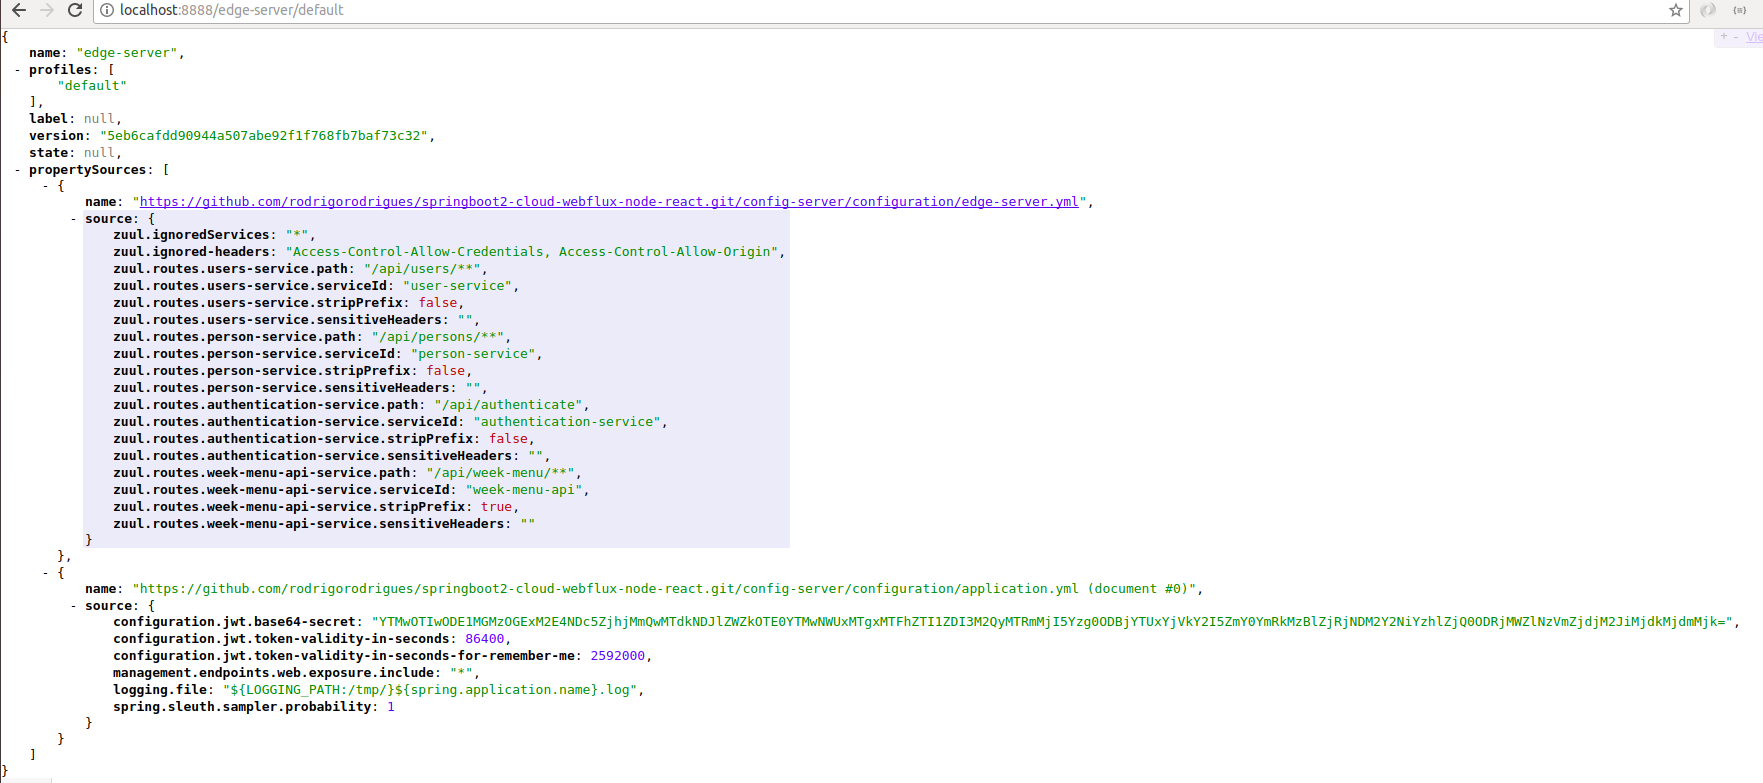 localhost:8888/edge-server/default
{
+ - Vie
name: "edge-server",
- profiles: [
"default"
],
label: null,
version: "5eb6cafdd90944a507abe92f1f768fb7baf73c32",
state: null,
- propertySources: [
- {
name: "https://github.com/rodrigorodrigues/springboot2-cloud-webflux-node-react.git/config-server/configuration/edge-server.yml",
- source: {
zuul.ignoredServices: "*",
zuul.ignored-headers: "Access-Control-Allow-Credentials, Access-Control-Allow-Origin",
zuul.routes.users-service.path: "/api/users/**",
zuul.routes.users-service.serviceId: "user-service",
zuul.routes.users-service.stripPrefix: false,
zuul.routes.users-service.sensitiveHeaders: "",
zuul.routes.person-service.path: "/api/persons/**",
zuul.routes.person-service.serviceId: "person-service",
zuul.routes.person-service.stripPrefix: false,
zuul.routes.person-service.sensitiveHeaders: "",
zuul.routes.authentication-service.path: "/api/authenticate",
zuul.routes.authentication-service.serviceId: "authentication-service",
zuul.routes.authentication-service.stripPrefix: false,
zuul.routes.authentication-service.sensitiveHeaders: "",
zuul.routes.week-menu-api-service.path: "/api/week-menu/**",
zuul.routes.week-menu-api-service.serviceId: "week-menu-api",
zuul.routes.week-menu-api-service.stripPrefix: true,
zuul.routes.week-menu-api-service.sensitiveHeaders: ""
}
},
- {
name: "https://github.com/rodrigorodrigues/springboot2-cloud-webflux-node-react.git/config-server/configuration/application.yml (document #0)",
- source: {
configuration.jwt.base64-secret: "YTMwOTIwODE1MGMzOGExM2E4NDc5ZjhjMmQwMTdkNDJlZWZkOTE0YTMwNWUxMTgxMTFhZTI1ZDI3M2QyMTRmMjI5Yzg0ODBjYTUxYjVkY2I5ZmY0YmRkMzBlZjRjNDM2Y2NiYzhlZjQ0ODRjMWZlNzVmZjdjM2JiMjdkMjdmMjk=",
configuration.jwt.token-validity-in-seconds: 86400,
configuration.jwt.token-validity-in-seconds-for-remember-me: 2592000,
management.endpoints.web.exposure.include: "*",
logging.file: "${LOGGING_PATH:/tmp/}${spring.application.name}.log",
spring.sleuth.sampler.probability: 1
}
}
]
}